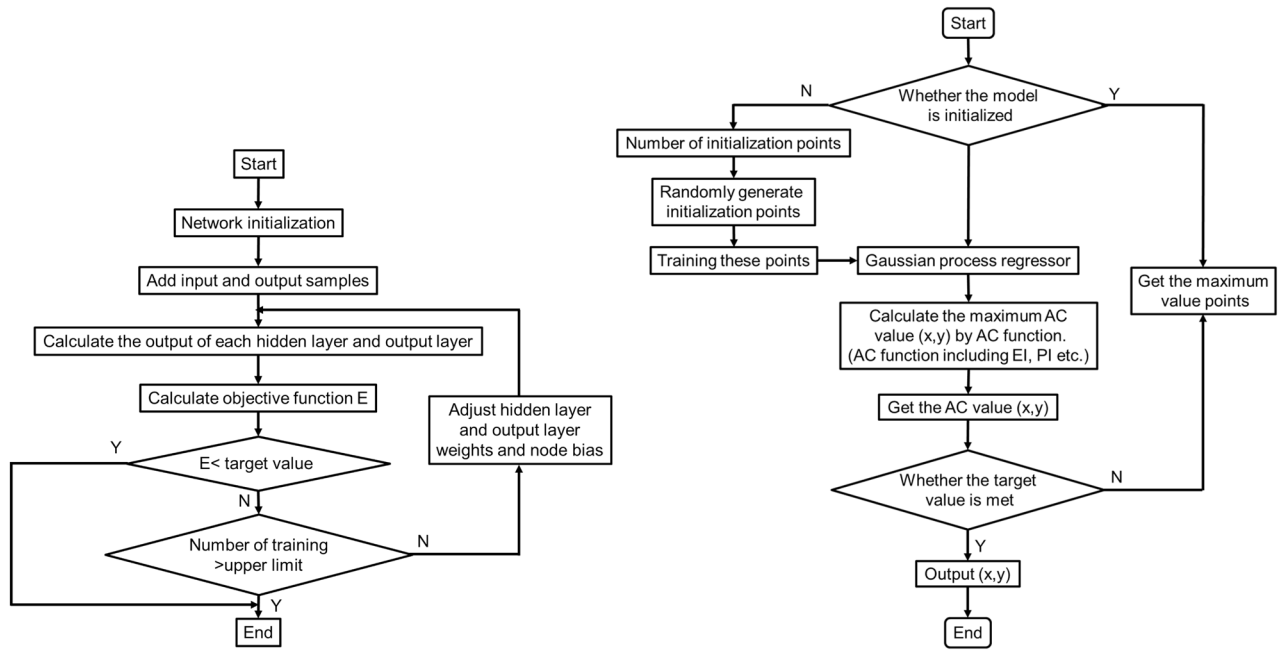 Start
Network initialization
Add input and output samples
Calculate the output of each hidden layer and output layer
Calculate objective function E
Y
E< target value
N
Number of training
>upper limit
N
Y
End
Adjust hidden layer
and output layer
weights and node bias
Start
Whether the model
is initialized
N
Y
Number of initialization points
Randomly generate
initialization points
Training these points
Gaussian process regressor
Get the maximum
value points
Calculate the maximum AC
value (x,y) by AC function.
(AC function including EI, PI etc.)
Get the AC value (x,y)
Whether the target
value is met
N
Y
Output (x,y)
End